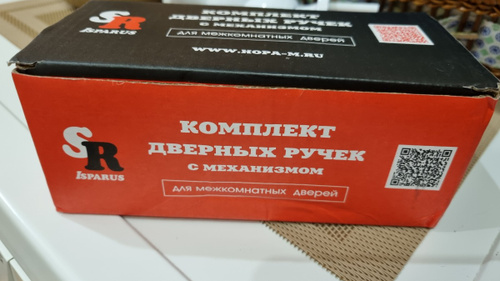 SR
ISPARUS
КОМПЛЕКТ
ДВЕРНЫХ РУЧЕК
С МЕХАНИЗМОМ
для межкомнатных дверей
WWW.NOPA-M.RU
SR
ISPARUS
КОМПЛЕКТ
ДВЕРНЫХ РУЧЕК
С МЕХАНИЗМОМ
для межкомнатных дверей